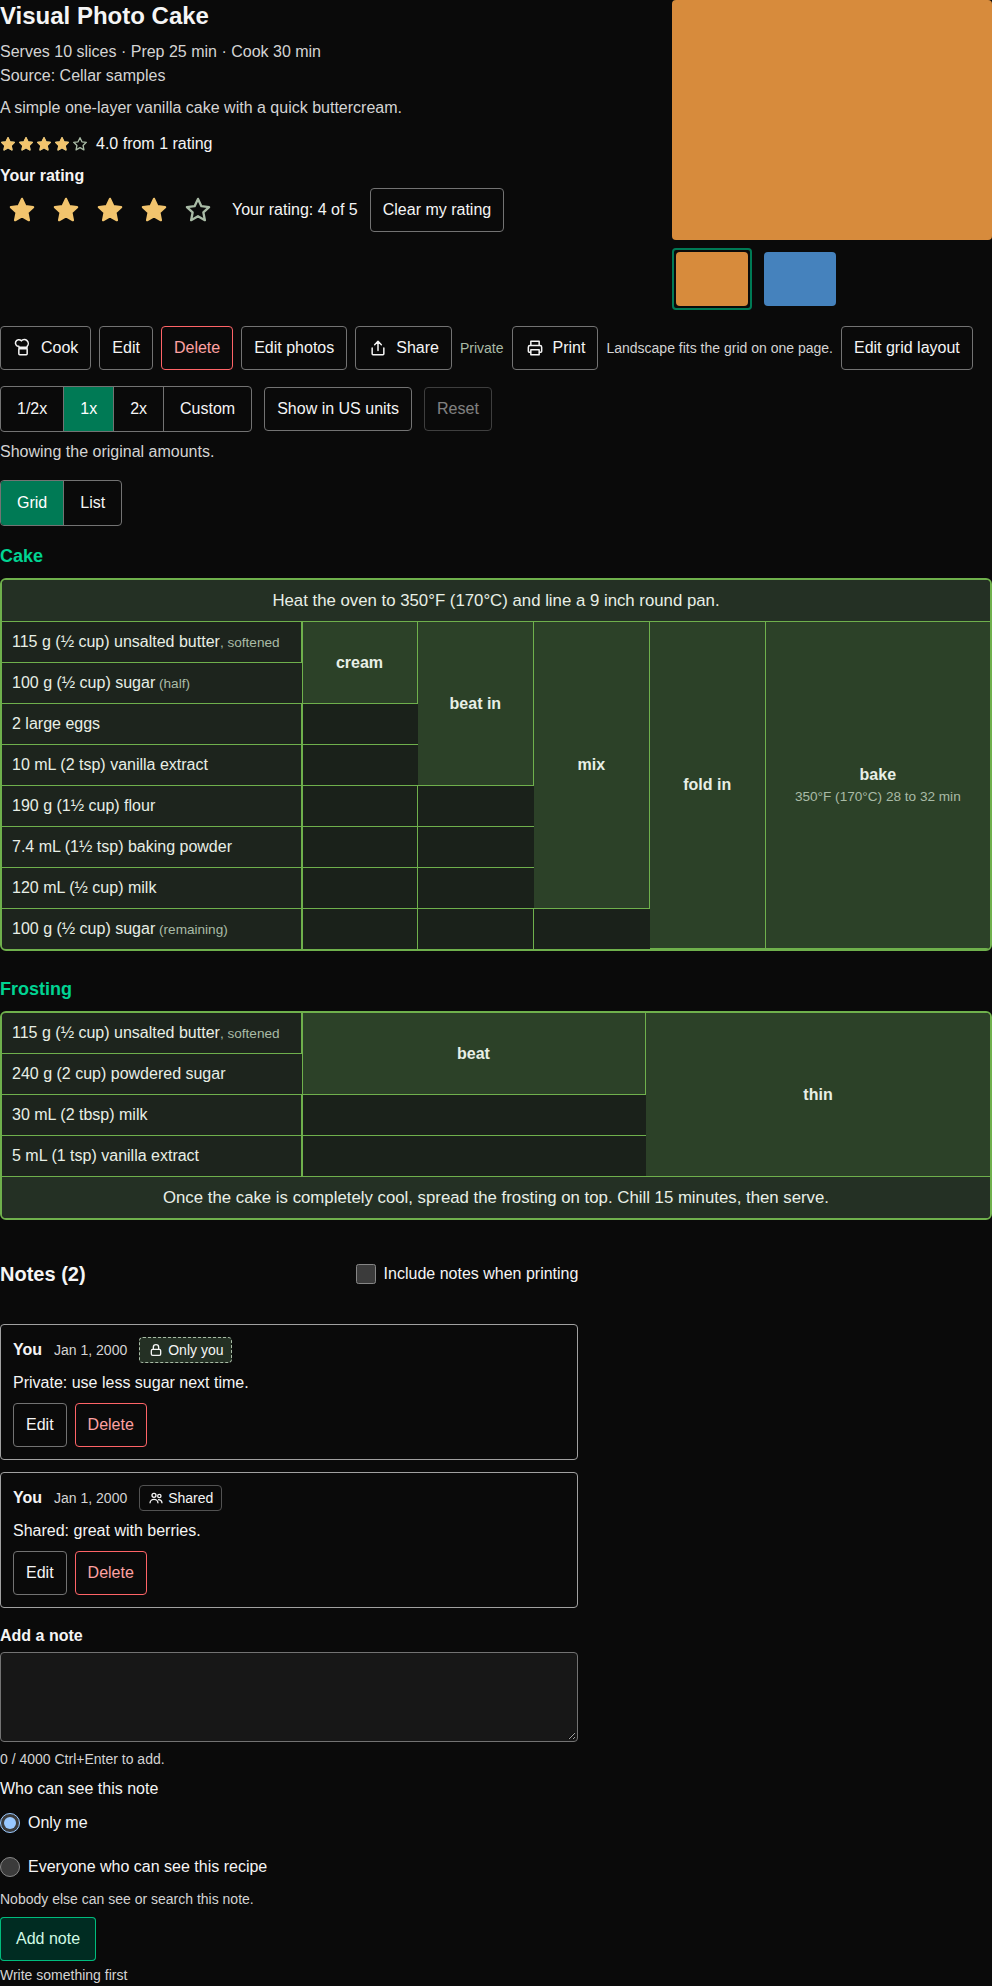 Visual Photo Cake
Serves 10 slices · Prep 25 min · Cook 30 min
Source: Cellar samples
A simple one-layer vanilla cake with a quick buttercream.
4.0 from 1 rating
Your rating
Your rating: 4 of 5
Clear my rating
Cook
Edit
Delete
Edit photos
Share
Private
Print
Landscape fits the grid on one page.
Edit grid layout
1/2x
1x
2x
Custom
Show in US units
Reset
Showing the original amounts.
Grid
List
Cake
Heat the oven to 350°F (170°C) and line a 9 inch round pan.
115 g (½ cup) unsalted butter, softened
100 g (½ cup) sugar (half)
2 large eggs
10 mL (2 tsp) vanilla extract
190 g (1½ cup) flour
7.4 mL (1½ tsp) baking powder
120 mL (½ cup) milk
100 g (½ cup) sugar (remaining)
cream
beat in
mix
fold in
bake
350°F (170°C) 28 to 32 min
Frosting
115 g (½ cup) unsalted butter, softened
240 g (2 cup) powdered sugar
30 mL (2 tbsp) milk
5 mL (1 tsp) vanilla extract
beat
thin
Once the cake is completely cool, spread the frosting on top. Chill 15 minutes, then serve.
Notes (2)
Include notes when printing
You Jan 1, 2000 Only you
Private: use less sugar next time.
Edit
Delete
You Jan 1, 2000 Shared
Shared: great with berries.
Edit
Delete
Add a note
0 / 4000 Ctrl+Enter to add.
Who can see this note
Only me
Everyone who can see this recipe
Nobody else can see or search this note.
Add note
Write something first